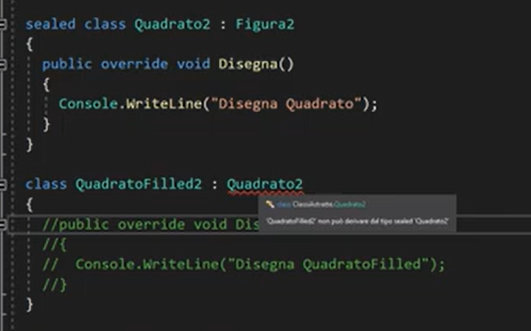 sealed class Quadrato2 : Figura2
{
public override void Disegna()
{
Console.WriteLine("Disegna Quadrato");
}
}
class QuadratoFilled2 : Quadrato2
{
class ClassiAstratte.Quadrato2
'QuadratoFilled2' non può derivare dal tipo sealed 'Quadrato2'
//public override void Dis
//{
// Console.WriteLine("Disegna QuadratoFilled");
//}
}